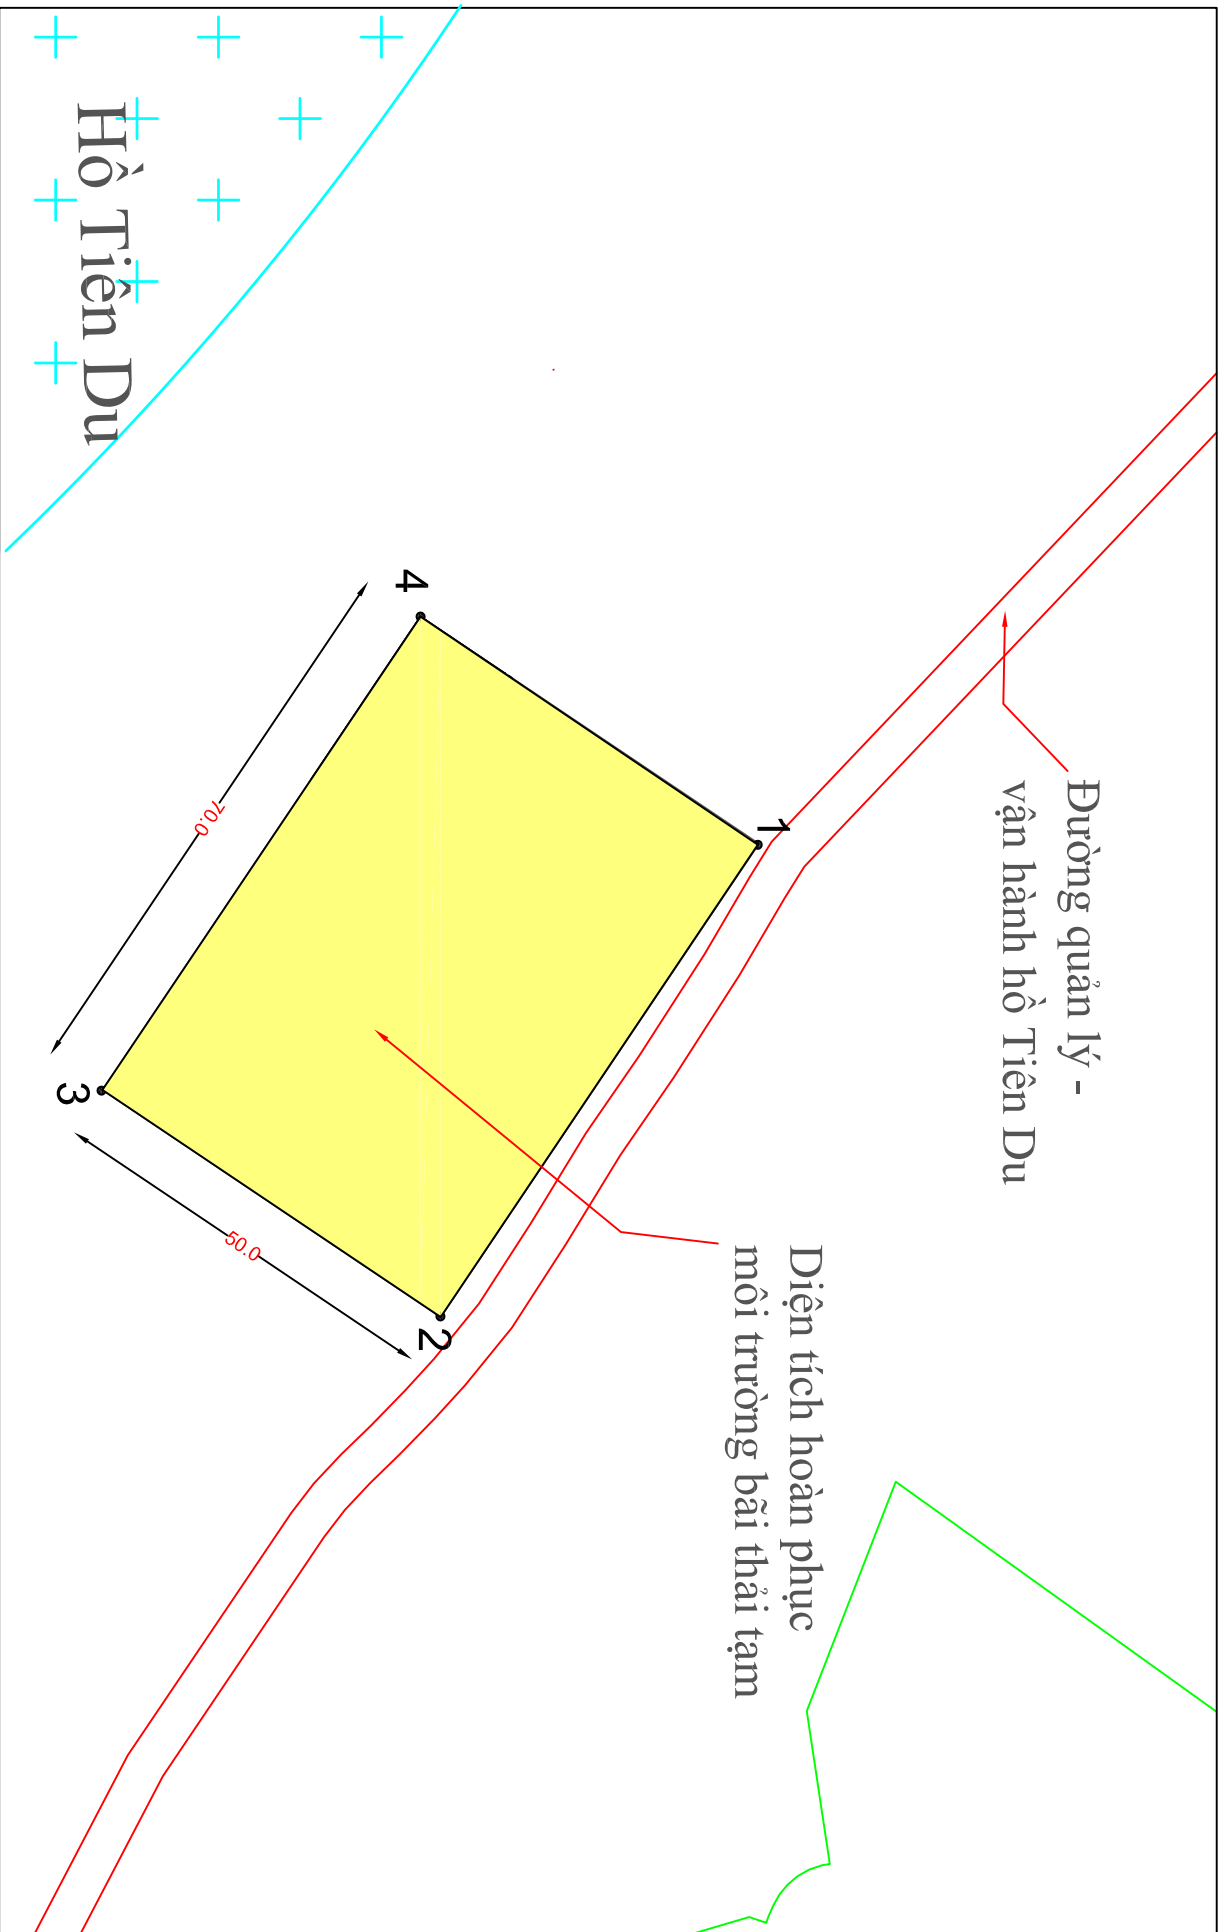 Đường quản lý -
vận hành hồ Tiên Du
Diện tích hoàn phục
môi trường bãi thải tạm
Hồ Tiên Du
1
2
3
4
70.0
50.0